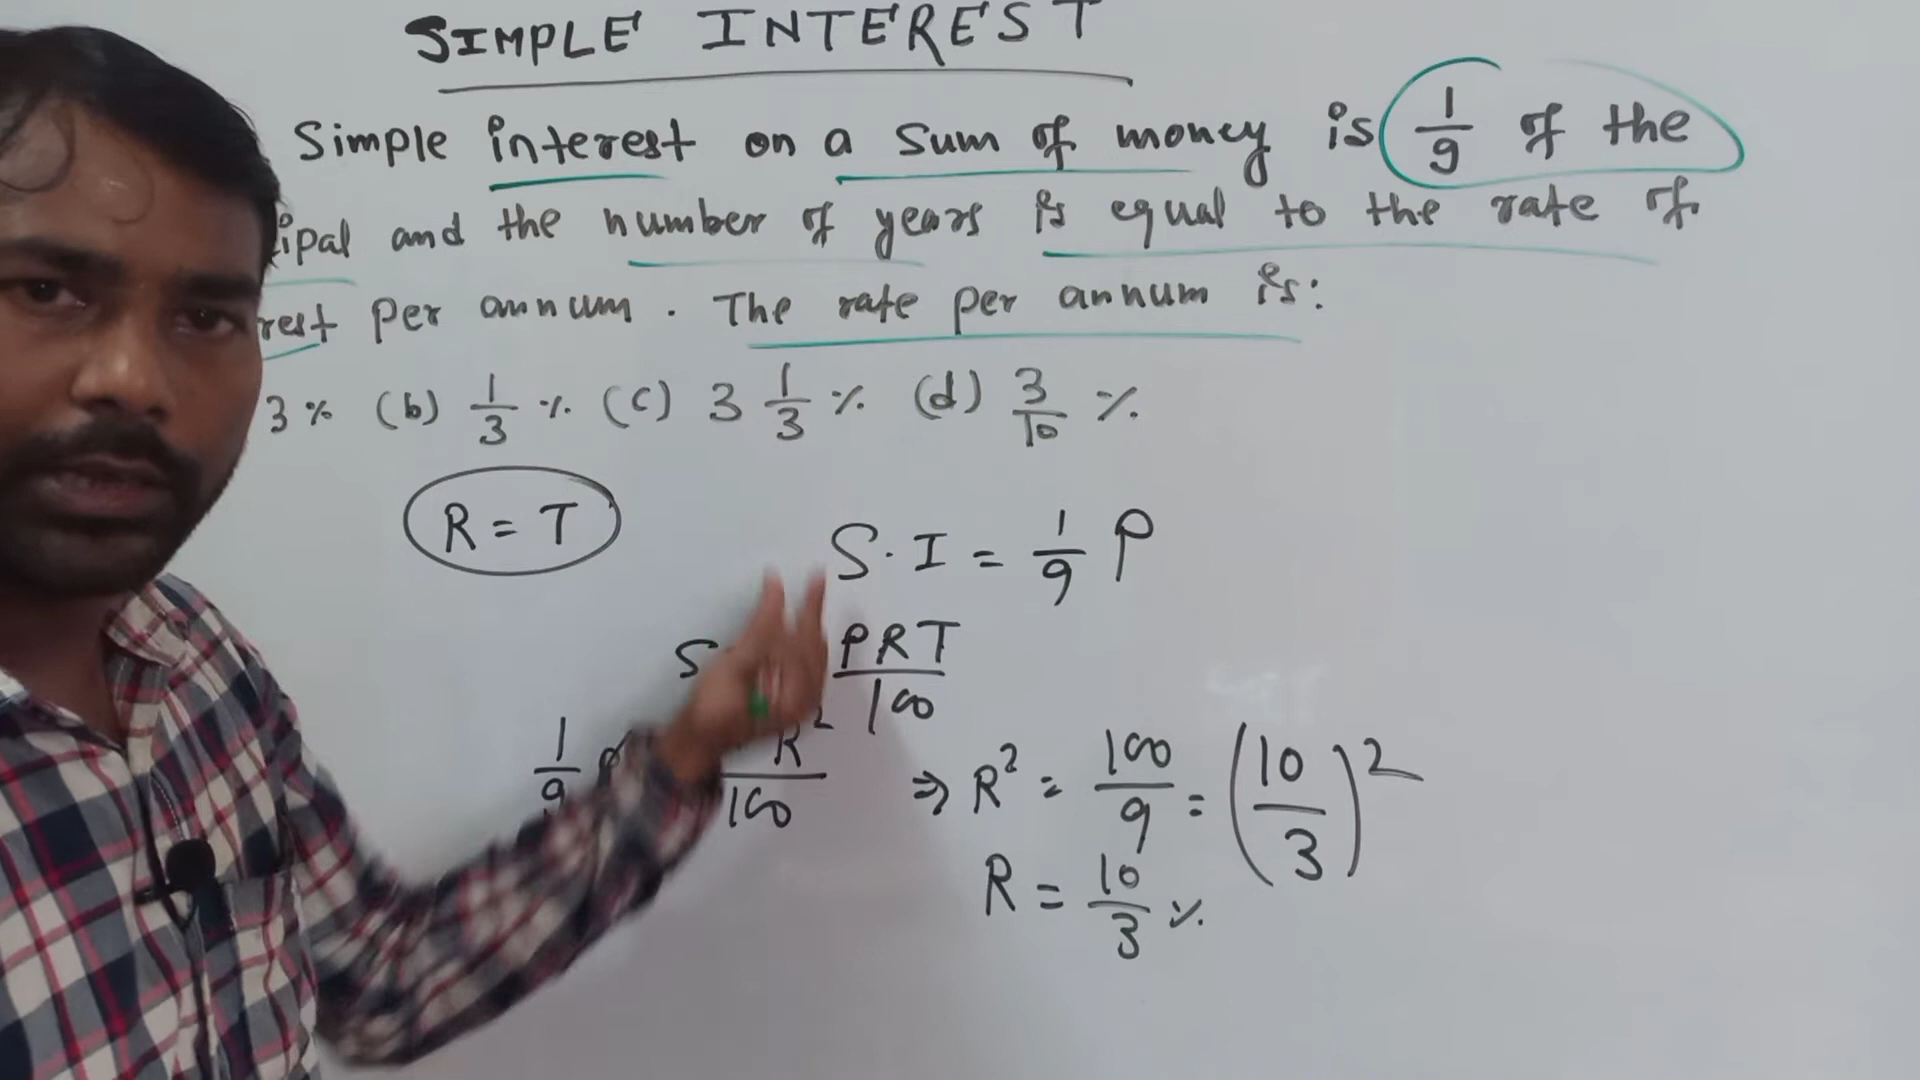 SIMPLE INTEREST
Simple interest on a sum of money is 1/9 of the
ipal and the number of years is equal to the rate of
rest per annum. The rate per annum is:
3% (b) 1/3 % (c) 3 1/3 % (d) 3/10 %
R = T
S.I = 1/9 P
S PRT/100
1/9 R²/100 ⇒ R² = 100/9 = (10/3)²
R = 10/3 %